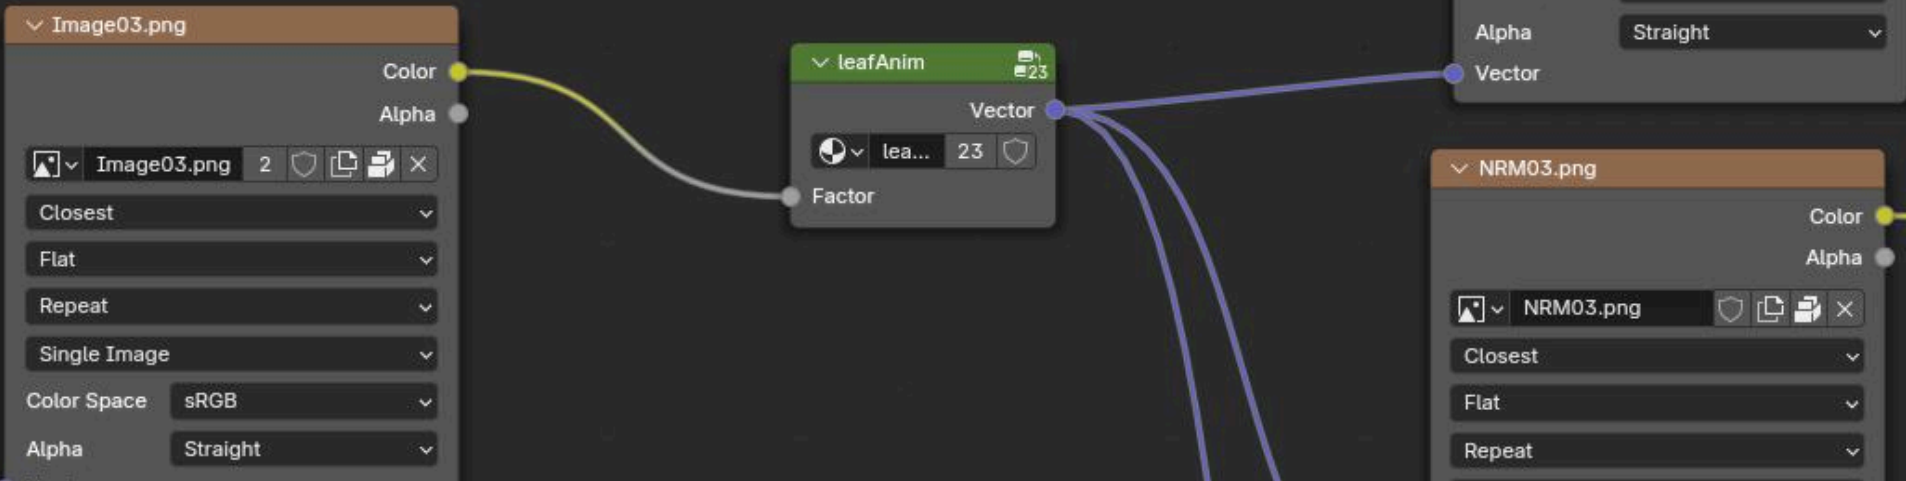 Image03.png
Color
Alpha
Image03.png 2
Closest
Flat
Repeat
Single Image
Color Space sRGB
Alpha Straight
leafAnim 23
Vector
lea... 23
Factor
Alpha Straight
Vector
NRM03.png
Color
Alpha
NRM03.png
Closest
Flat
Repeat